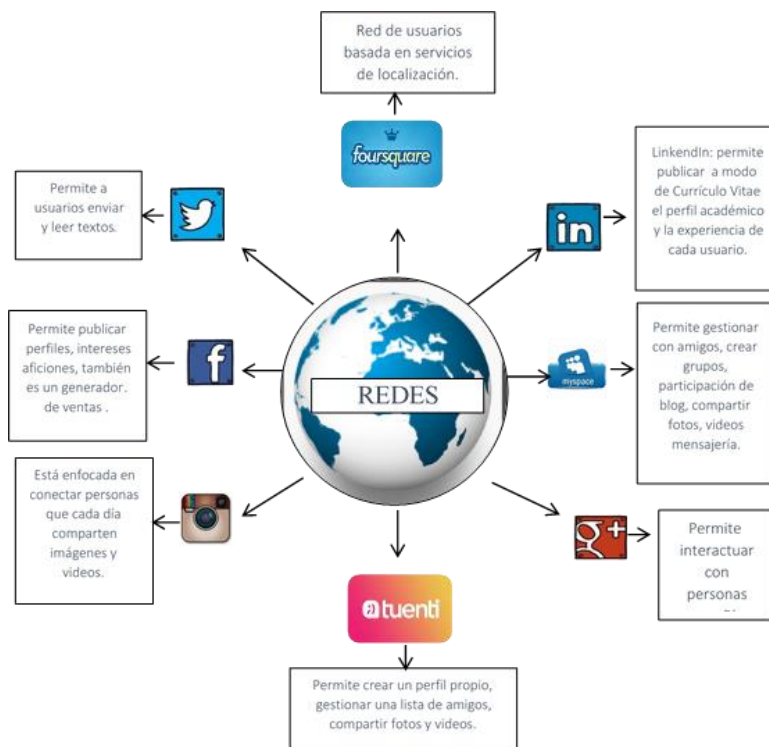 Red de usuarios
basada en servicios
de localización.
foursquare
Permite a
usuarios enviar
y leer textos.
in
LinkendIn: permite
publicar a modo
de Currículo Vitae
el perfil académico
y la experiencia de
cada usuario.
Permite publicar
perfiles, intereses
aficiones, también
es un generador.
de ventas .
f
REDES
myspace
Permite gestionar
con amigos, crear
grupos,
participación de
blog, compartir
fotos, videos
mensajería.
Está enfocada en
conectar personas
que cada día
comparten
imágenes y
videos.
g+
Permite
interactuar
con
personas
tuenti
Permite crear un perfil propio,
gestionar una lista de amigos,
compartir fotos y videos.